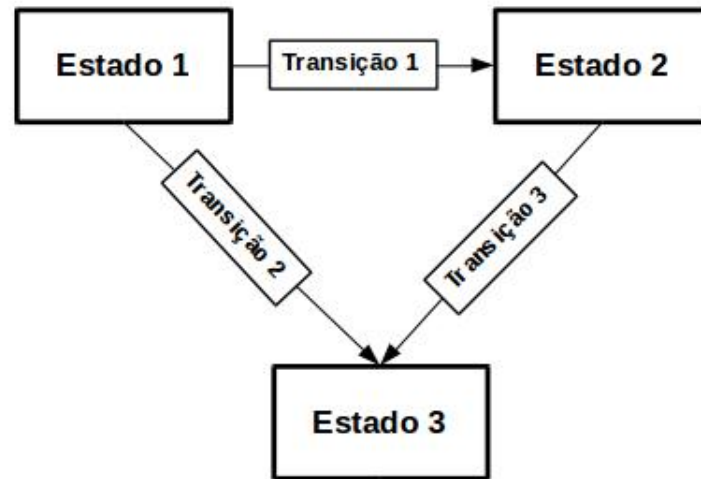 Estado 1
Transição 1
Estado 2
Transição 2
Transição 3
Estado 3